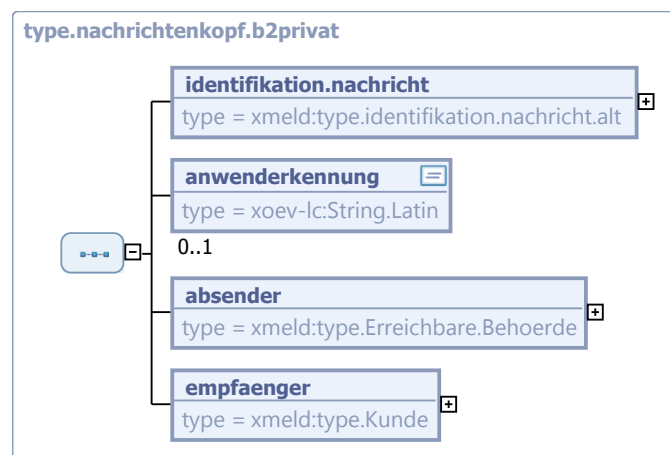 type.nachrichtenkopf.b2privat
identifikation.nachricht
type = xmeld:type.identifikation.nachricht.alt
anwenderkennung
type = xoev-lc:String.Latin
0..1
absender
type = xmeld:type.Erreichbare.Behoerde
empfaenger
type = xmeld:type.Kunde